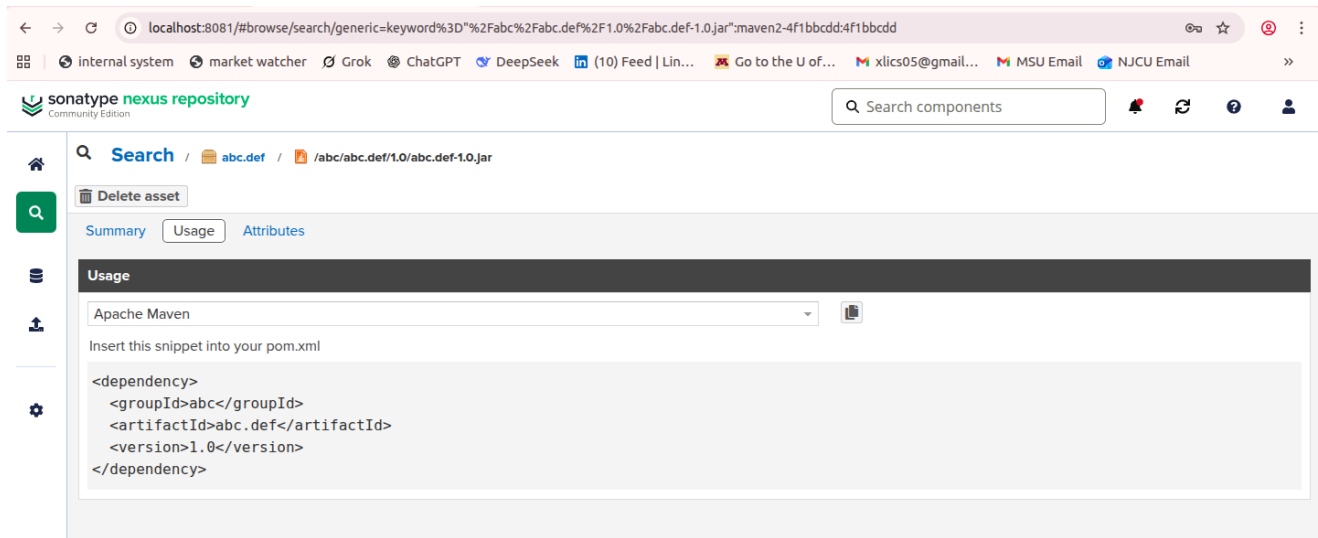 localhost:8081/#browse/search/generic=keyword%3D"%2Fabc%2Fabc.def%2F1.0%2Fabc.def-1.0.jar":maven2-4f1bbcdd:4f1bbcdd
internal system market watcher Grok ChatGPT DeepSeek (10) Feed | Lin... Go to the U of... xlics05@gmail... MSU Email NJCU Email »
sonatype nexus repository
Community Edition
Search components
Search / abc.def / /abc/abc.def/1.0/abc.def-1.0.jar
Delete asset
Summary Usage Attributes
Usage
Apache Maven
Insert this snippet into your pom.xml
<dependency>
<groupId>abc</groupId>
<artifactId>abc.def</artifactId>
<version>1.0</version>
</dependency>